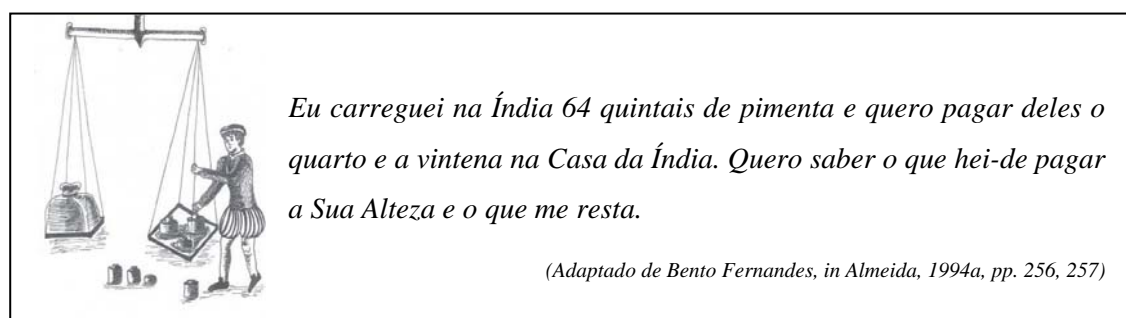 Eu carreguei na Índia 64 quintais de pimenta e quero pagar deles o
quarto e a vintena na Casa da Índia. Quero saber o que hei-de pagar
a Sua Alteza e o que me resta.
(Adaptado de Bento Fernandes, in Almeida, 1994a, pp. 256, 257)